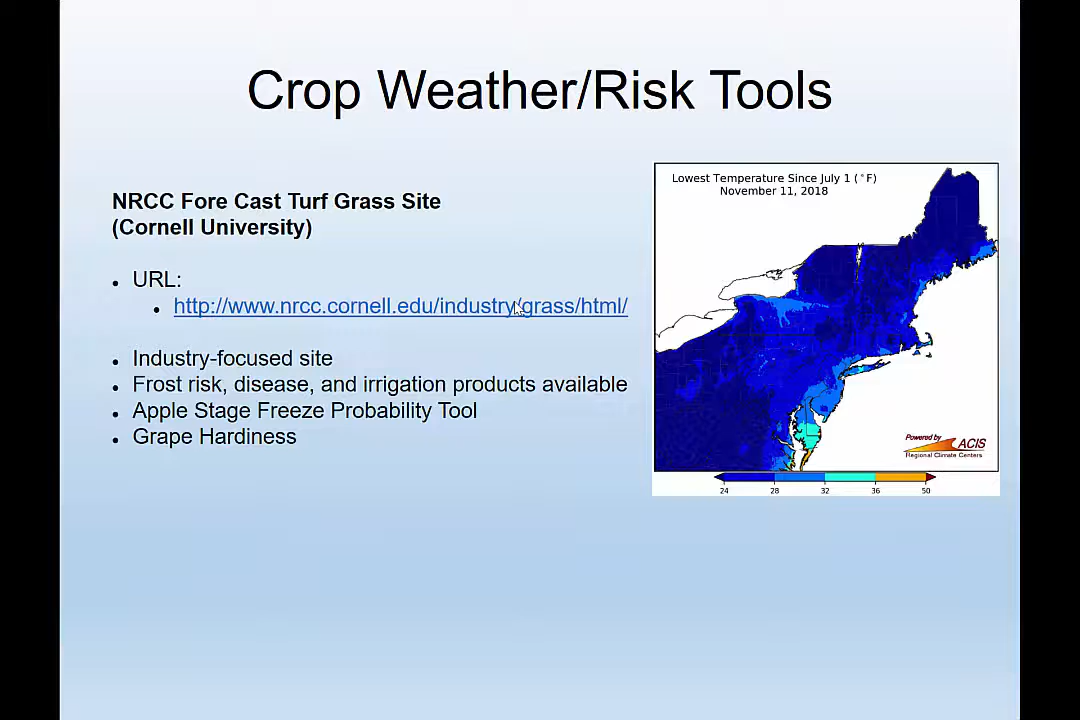 Crop Weather/Risk Tools
NRCC Fore Cast Turf Grass Site
(Cornell University)
URL:
http://www.nrcc.cornell.edu/industry/grass/html/
Industry-focused site
Frost risk, disease, and irrigation products available
Apple Stage Freeze Probability Tool
Grape Hardiness
Lowest Temperature Since July 1 (°F)
November 11, 2018
Powered by
ACIS
Regional Climate Centers
24 28 32 36 50